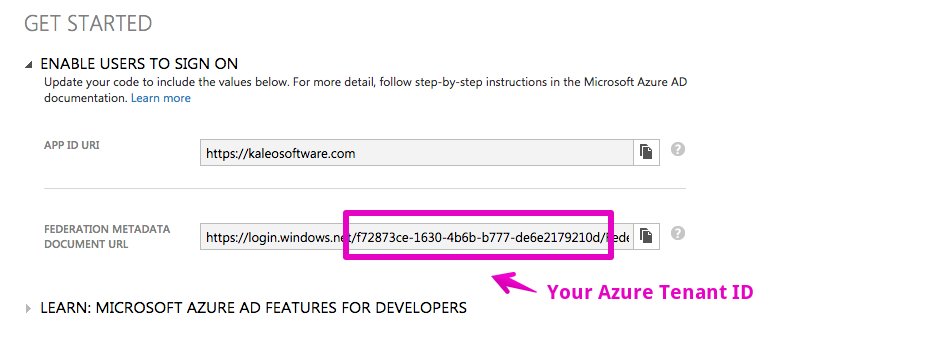 GET STARTED
ENABLE USERS TO SIGN ON
Update your code to include the values below. For more detail, follow step-by-step instructions in the Microsoft Azure AD
documentation. Learn more
APP ID URI
https://kaleosoftware.com
FEDERATION METADATA
DOCUMENT URL
https://login.windows.net/f72873ce-1630-4b6b-b777-de6e2179210d/Fede
Your Azure Tenant ID
LEARN: MICROSOFT AZURE AD FEATURES FOR DEVELOPERS